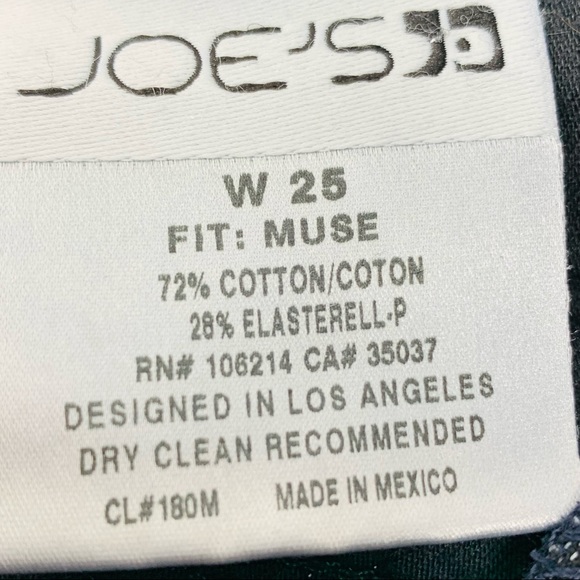 JOE'S
W 25
FIT: MUSE
72% COTTON/COTON
28% ELASTERELL-P
RN# 106214 CA# 35037
DESIGNED IN LOS ANGELES
DRY CLEAN RECOMMENDED
CL#180M MADE IN MEXICO